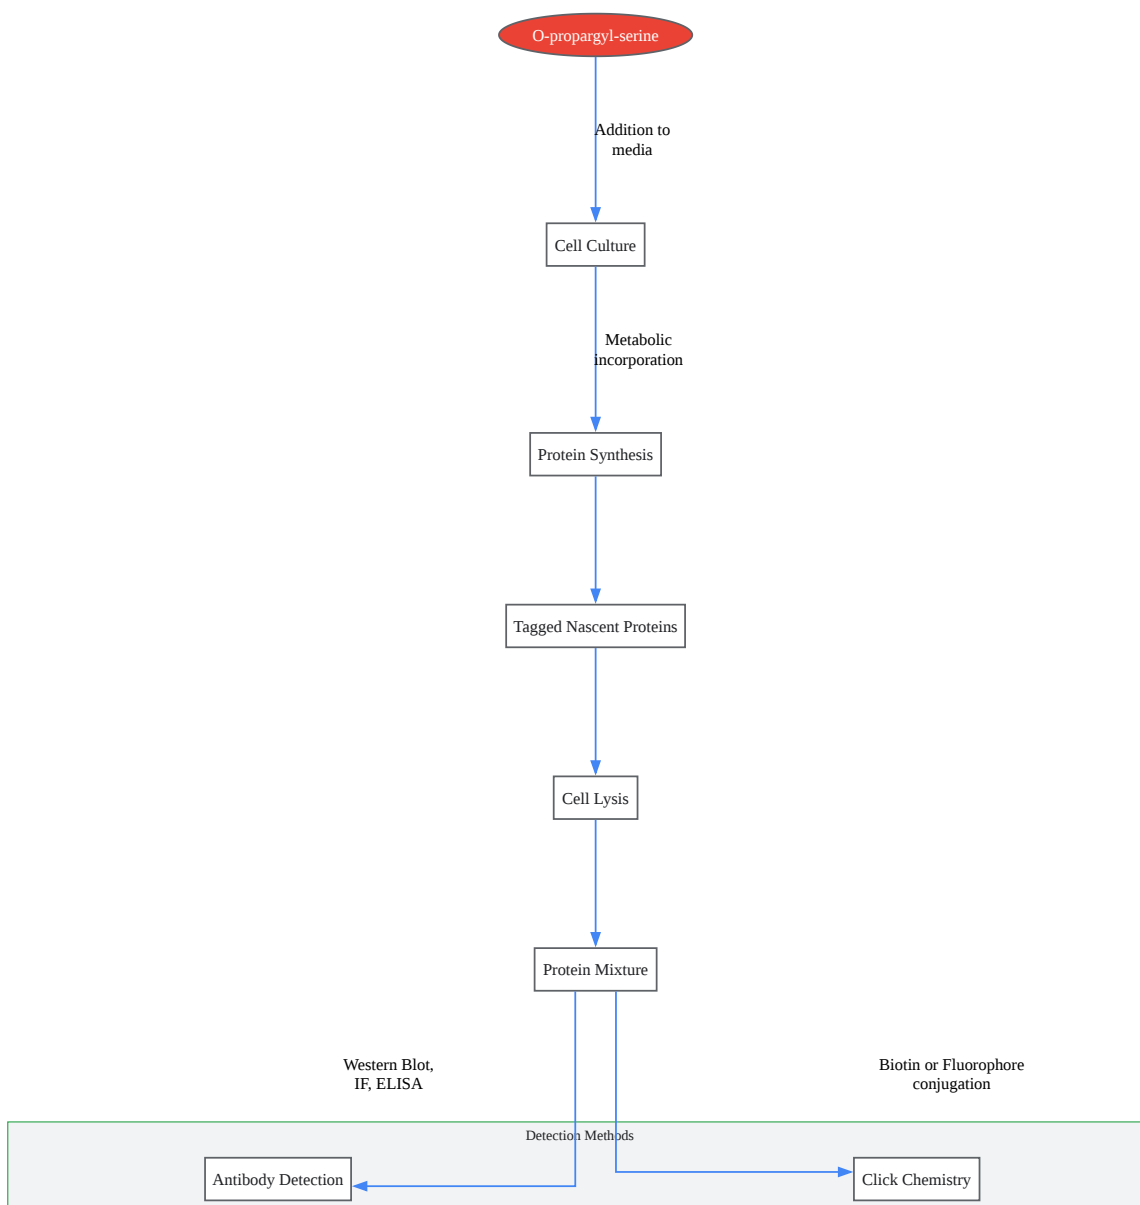 O-propargyl-serine
Addition to
media
Cell Culture
Metabolic
incorporation
Protein Synthesis
Tagged Nascent Proteins
Cell Lysis
Protein Mixture
Western Blot,
IF, ELISA
Biotin or Fluorophore
conjugation
Detection Methods
Antibody Detection
Click Chemistry